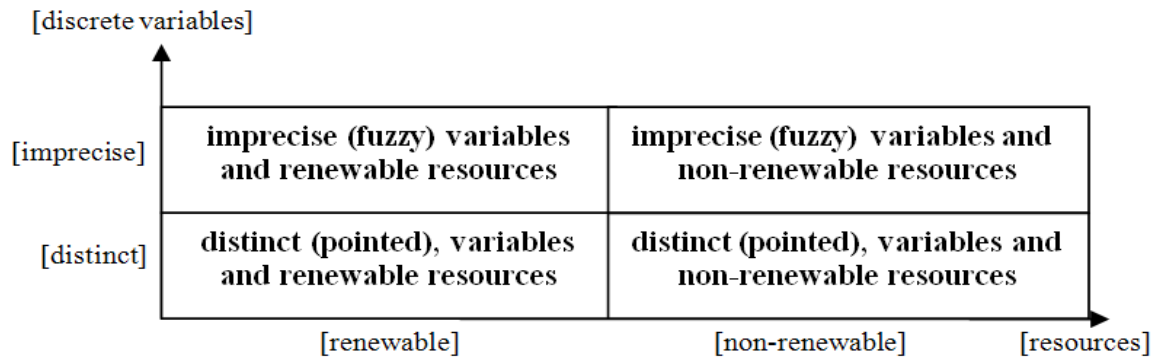 [discrete variables]
[imprecise]
imprecise (fuzzy) variables
and renewable resources
imprecise (fuzzy) variables and
non-renewable resources
[distinct]
distinct (pointed), variables
and renewable resources
distinct (pointed), variables and
non-renewable resources
[renewable]
[non-renewable]
[resources]